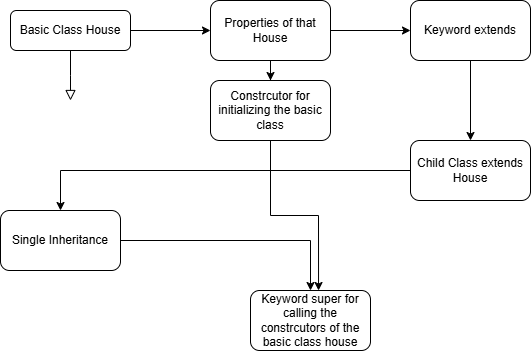 Basic Class House
Properties of that
House
Keyword extends
Constrcutor for
initializing the basic
class
Child Class extends
House
Single Inheritance
Keyword super for
calling the
constrcutors of the
basic class house